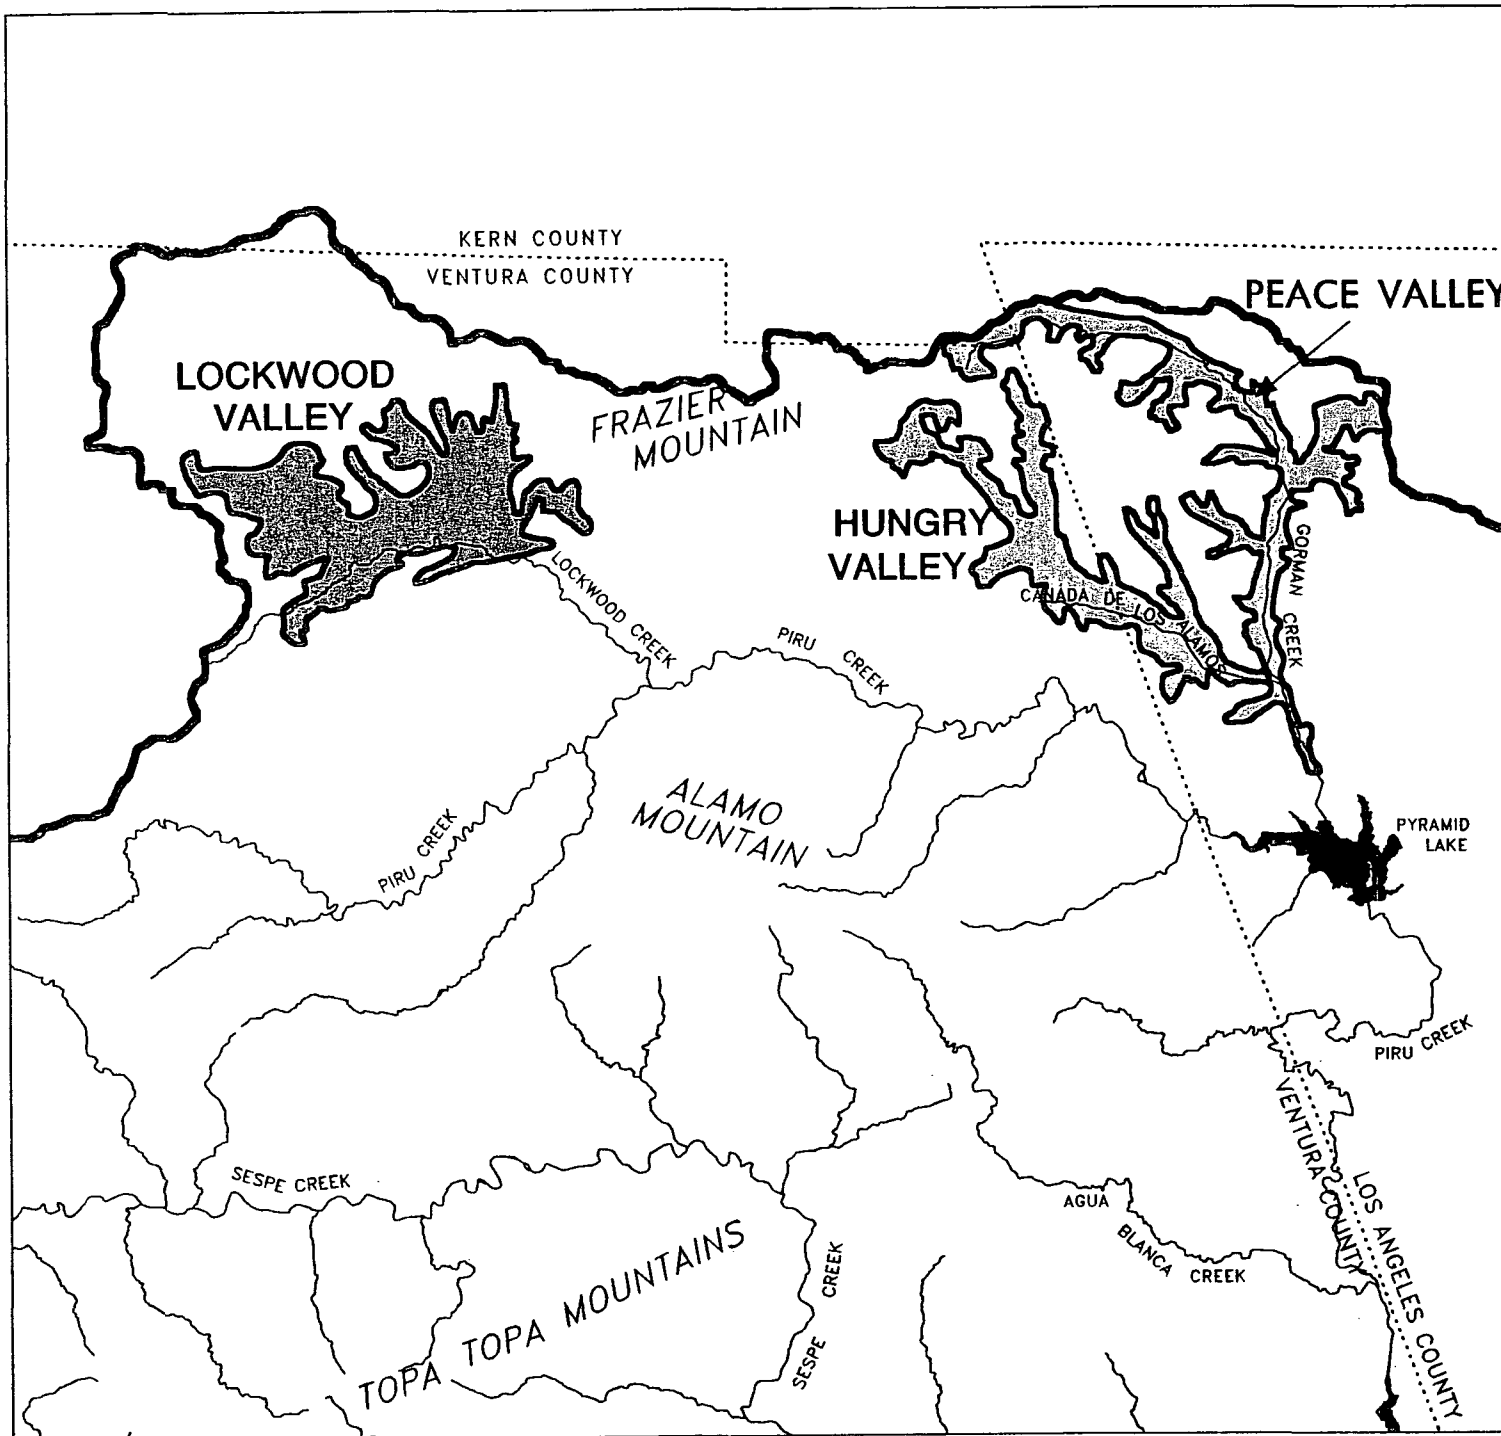 KERN COUNTY
VENTURA COUNTY
PEACE VALLEY
LOCKWOOD
VALLEY
FRAZIER
MOUNTAIN
HUNGRY
VALLEY
GORMAN CREEK
CANADA DE LOS ALAMOS
LOCKWOOD CREEK
PIRU CREEK
ALAMO
MOUNTAIN
PIRU CREEK
PYRAMID
LAKE
PIRU CREEK
VENTURA COUNTY
LOS ANGELES COUNTY
SESPE CREEK
AGUA
BLANCA
CREEK
TOPA TOPA MOUNTAINS
SESPE CREEK